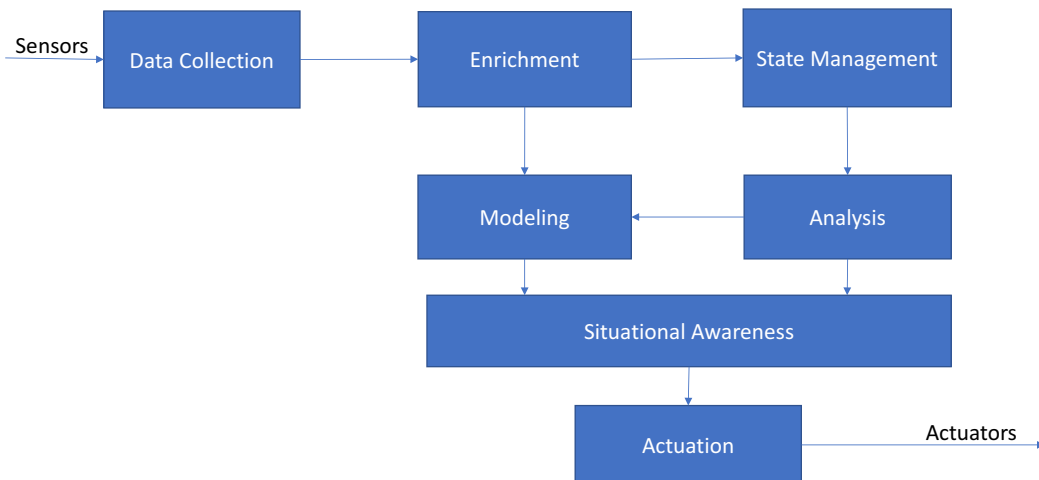 Sensors
Data Collection
Enrichment
State Management
Modeling
Analysis
Situational Awareness
Actuation
Actuators